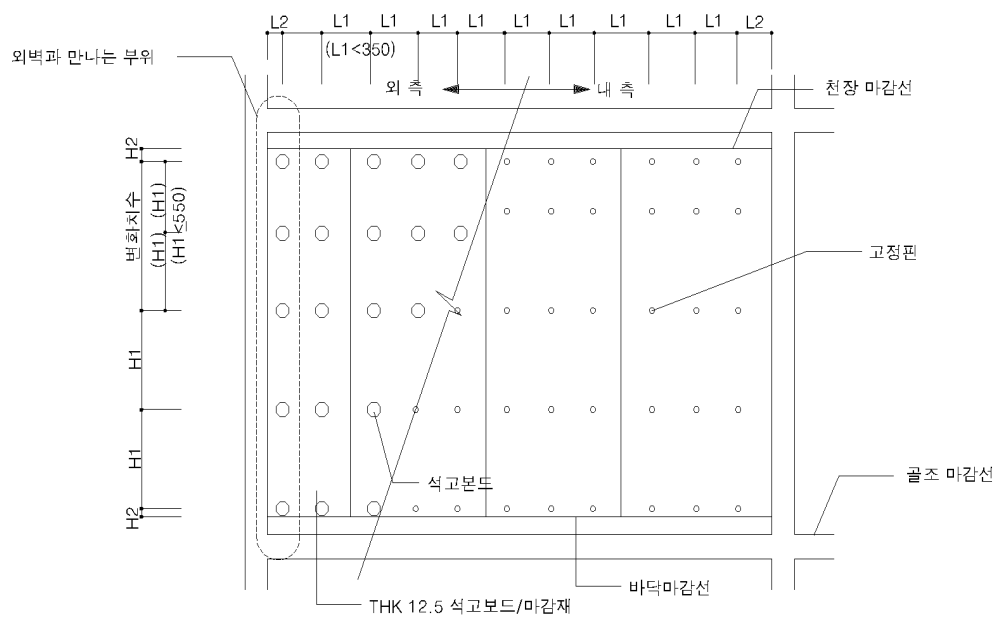 L2 L1 L1 L1 L1 L1 L1 L1 L1 L1 L2
(L1<350)
외벽과 만나는 부위
외 측
내 측
천장 마감선
H2
변화치수
(H1) (H1)
(H1≤550)
고정핀
H1
H1
석고본드
골조 마감선
H2
바닥마감선
THK 12.5 석고보드/마감재